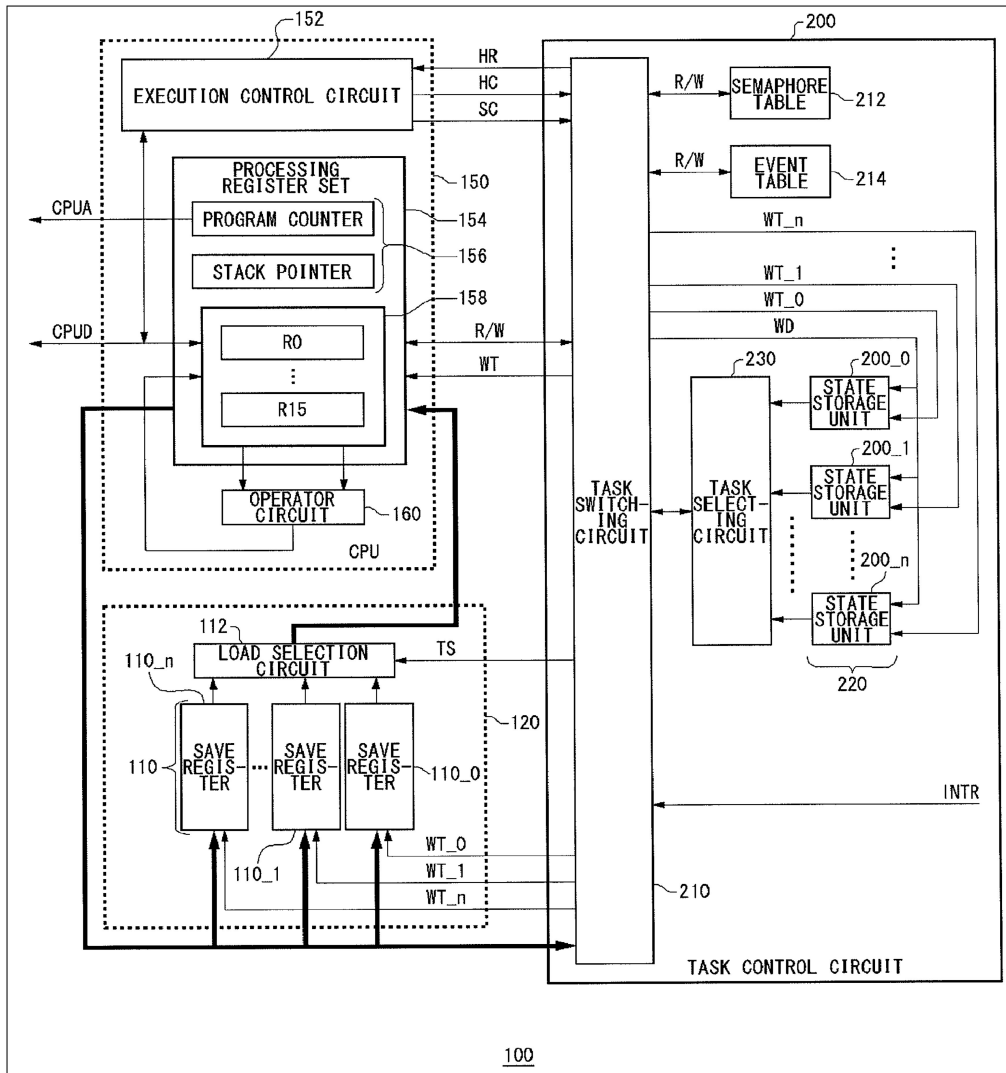 152
200
EXECUTION CONTROL CIRCUIT
HR
HC
SC
R/W
SEMAPHORE
TABLE
212
R/W
EVENT
TABLE
214
PROCESSING
REGISTER SET
150
CPUA
PROGRAM COUNTER
154
156
STACK POINTER
158
WT_n
WT_1
WT_0
WD
CPUD
R0
R/W
WT
R15
230
200_0
STATE
STORAGE
UNIT
200_1
STATE
STORAGE
UNIT
TASK
SWITCH-
ING
CIRCUIT
TASK
SELECT-
ING
CIRCUIT
OPERATOR
CIRCUIT
160
CPU
200_n
STATE
STORAGE
UNIT
220
112
LOAD SELECTION
CIRCUIT
TS
110_n
120
110
SAVE
REGIS-
TER
SAVE
REGIS-
TER
SAVE
REGIS-
TER
110_0
INTR
110_1
WT_0
WT_1
WT_n
210
TASK CONTROL CIRCUIT
100